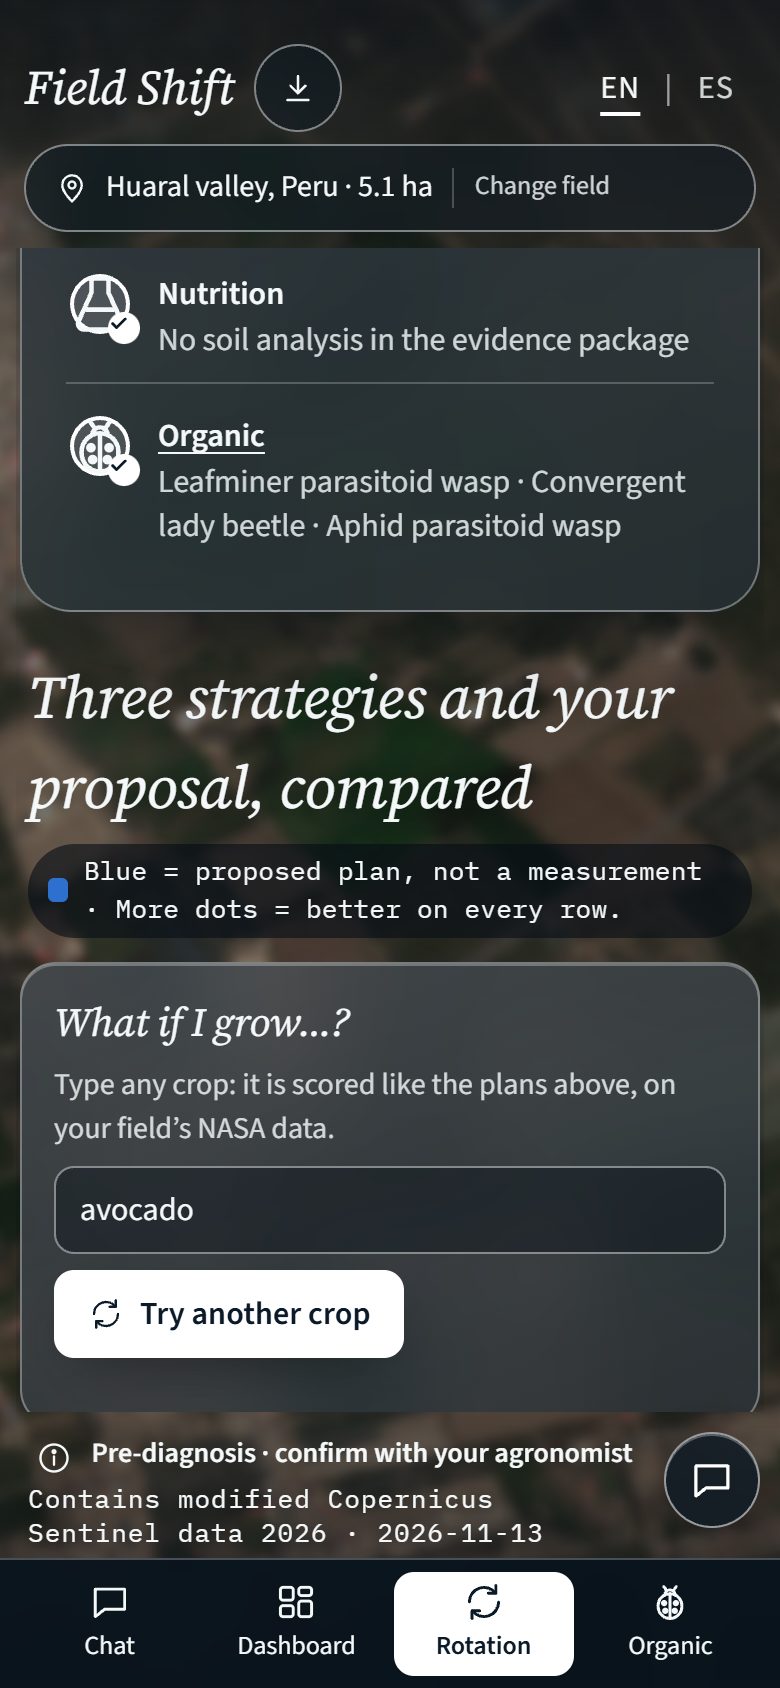 Field Shift
EN | ES
Huaral valley, Peru · 5.1 ha | Change field
Nutrition
No soil analysis in the evidence package
Organic
Leafminer parasitoid wasp · Convergent
lady beetle · Aphid parasitoid wasp
Three strategies and your
proposal, compared
Blue = proposed plan, not a measurement
· More dots = better on every row.
What if I grow...?
Type any crop: it is scored like the plans above, on
your field’s NASA data.
avocado
Try another crop
Pre-diagnosis · confirm with your agronomist
Contains modified Copernicus
Sentinel data 2026 · 2026-11-13
Chat Dashboard Rotation Organic